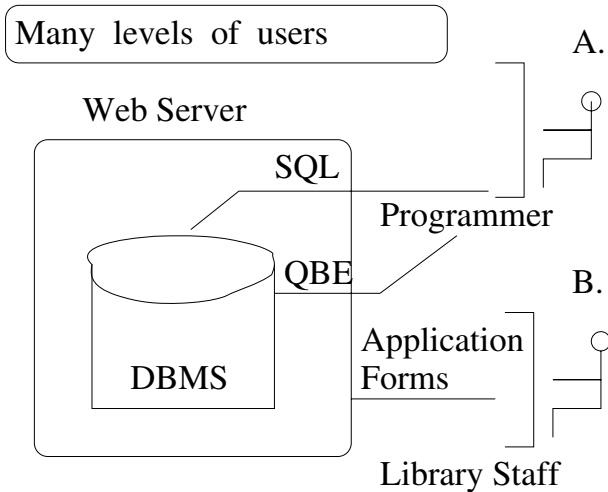 Many levels of users
A.
Web Server
SQL
Programmer
QBE
B.
Application
Forms
DBMS
Library Staff